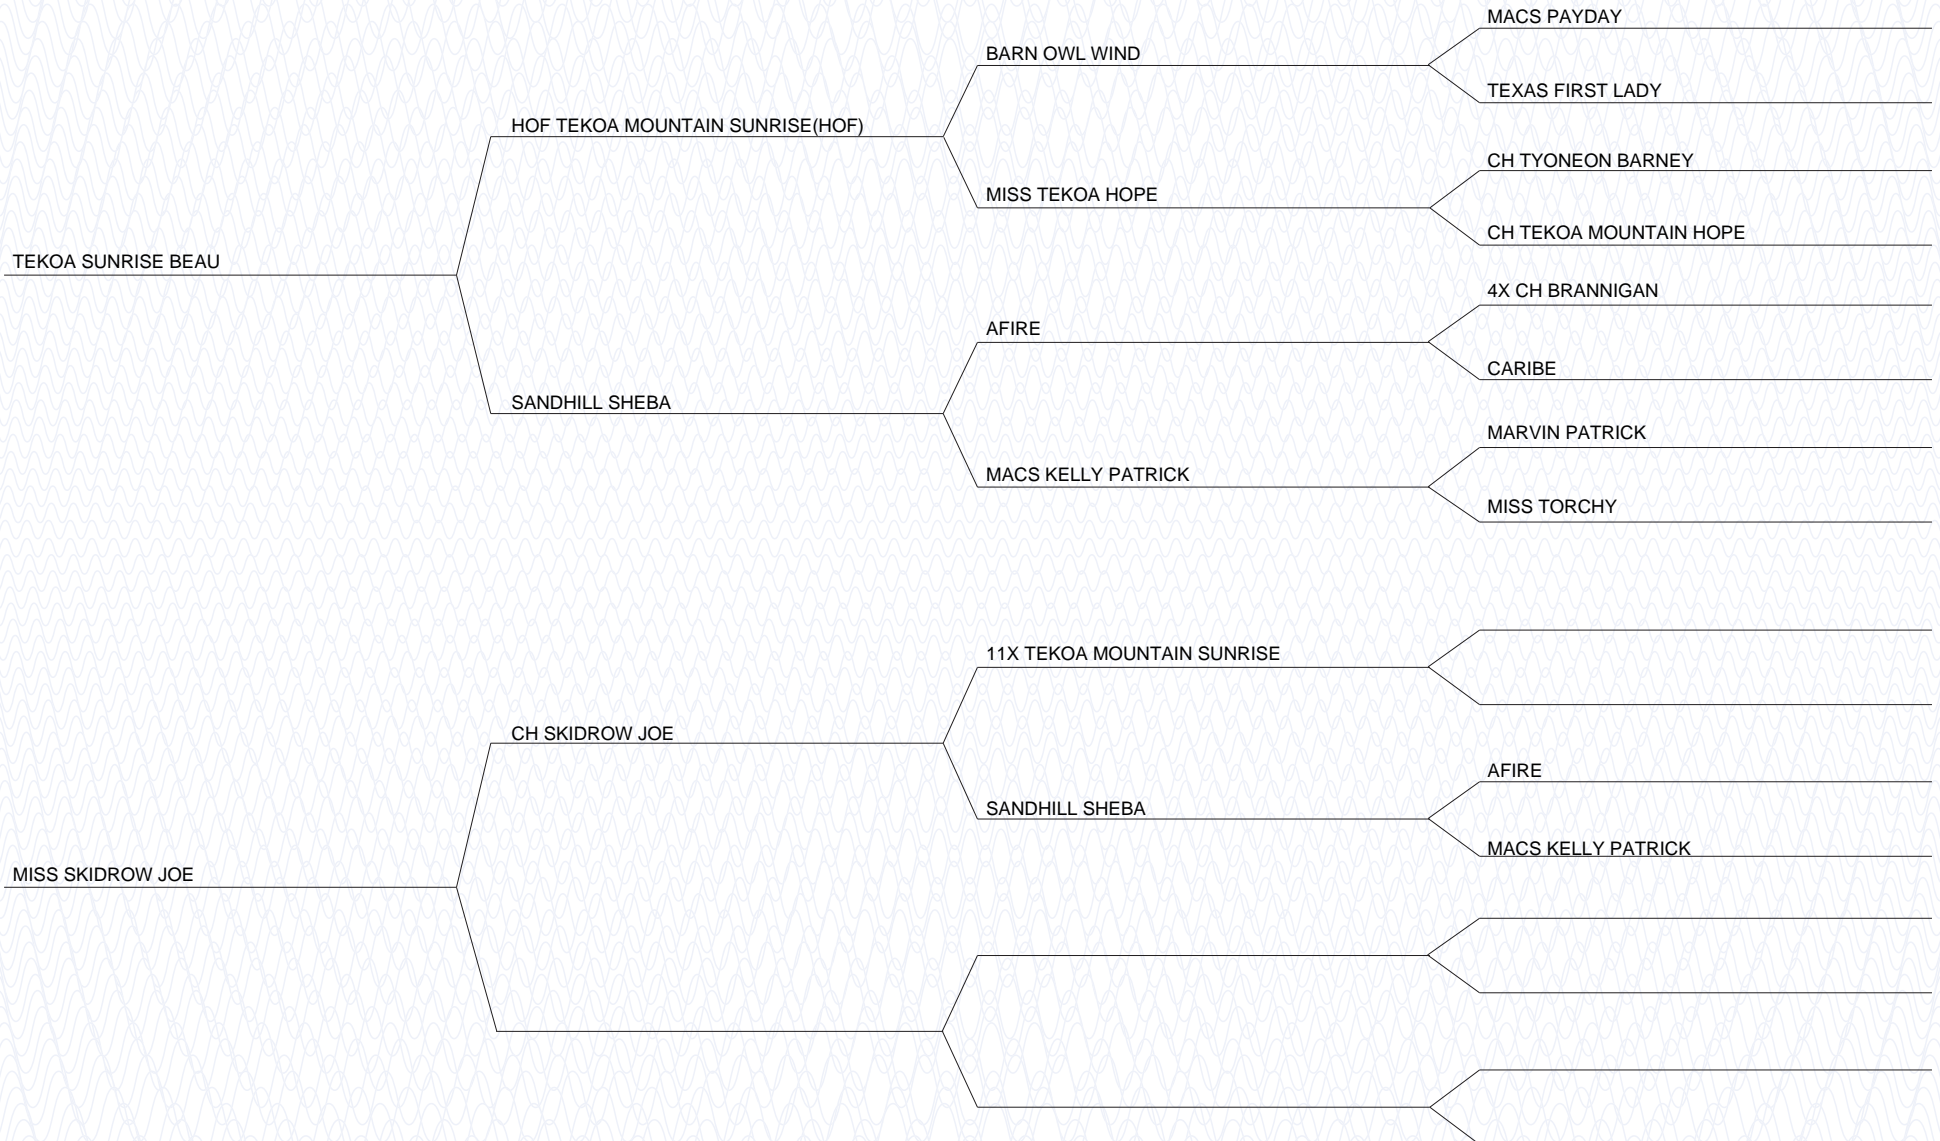 MACS PAYDAY
BARN OWL WIND
TEXAS FIRST LADY
HOF TEKOA MOUNTAIN SUNRISE(HOF)
CH TYONEON BARNEY
MISS TEKOA HOPE
CH TEKOA MOUNTAIN HOPE
TEKOA SUNRISE BEAU
4X CH BRANNIGAN
AFIRE
CARIBE
SANDHILL SHEBA
MARVIN PATRICK
MACS KELLY PATRICK
MISS TORCHY
11X TEKOA MOUNTAIN SUNRISE
CH SKIDROW JOE
AFIRE
SANDHILL SHEBA
MACS KELLY PATRICK
MISS SKIDROW JOE